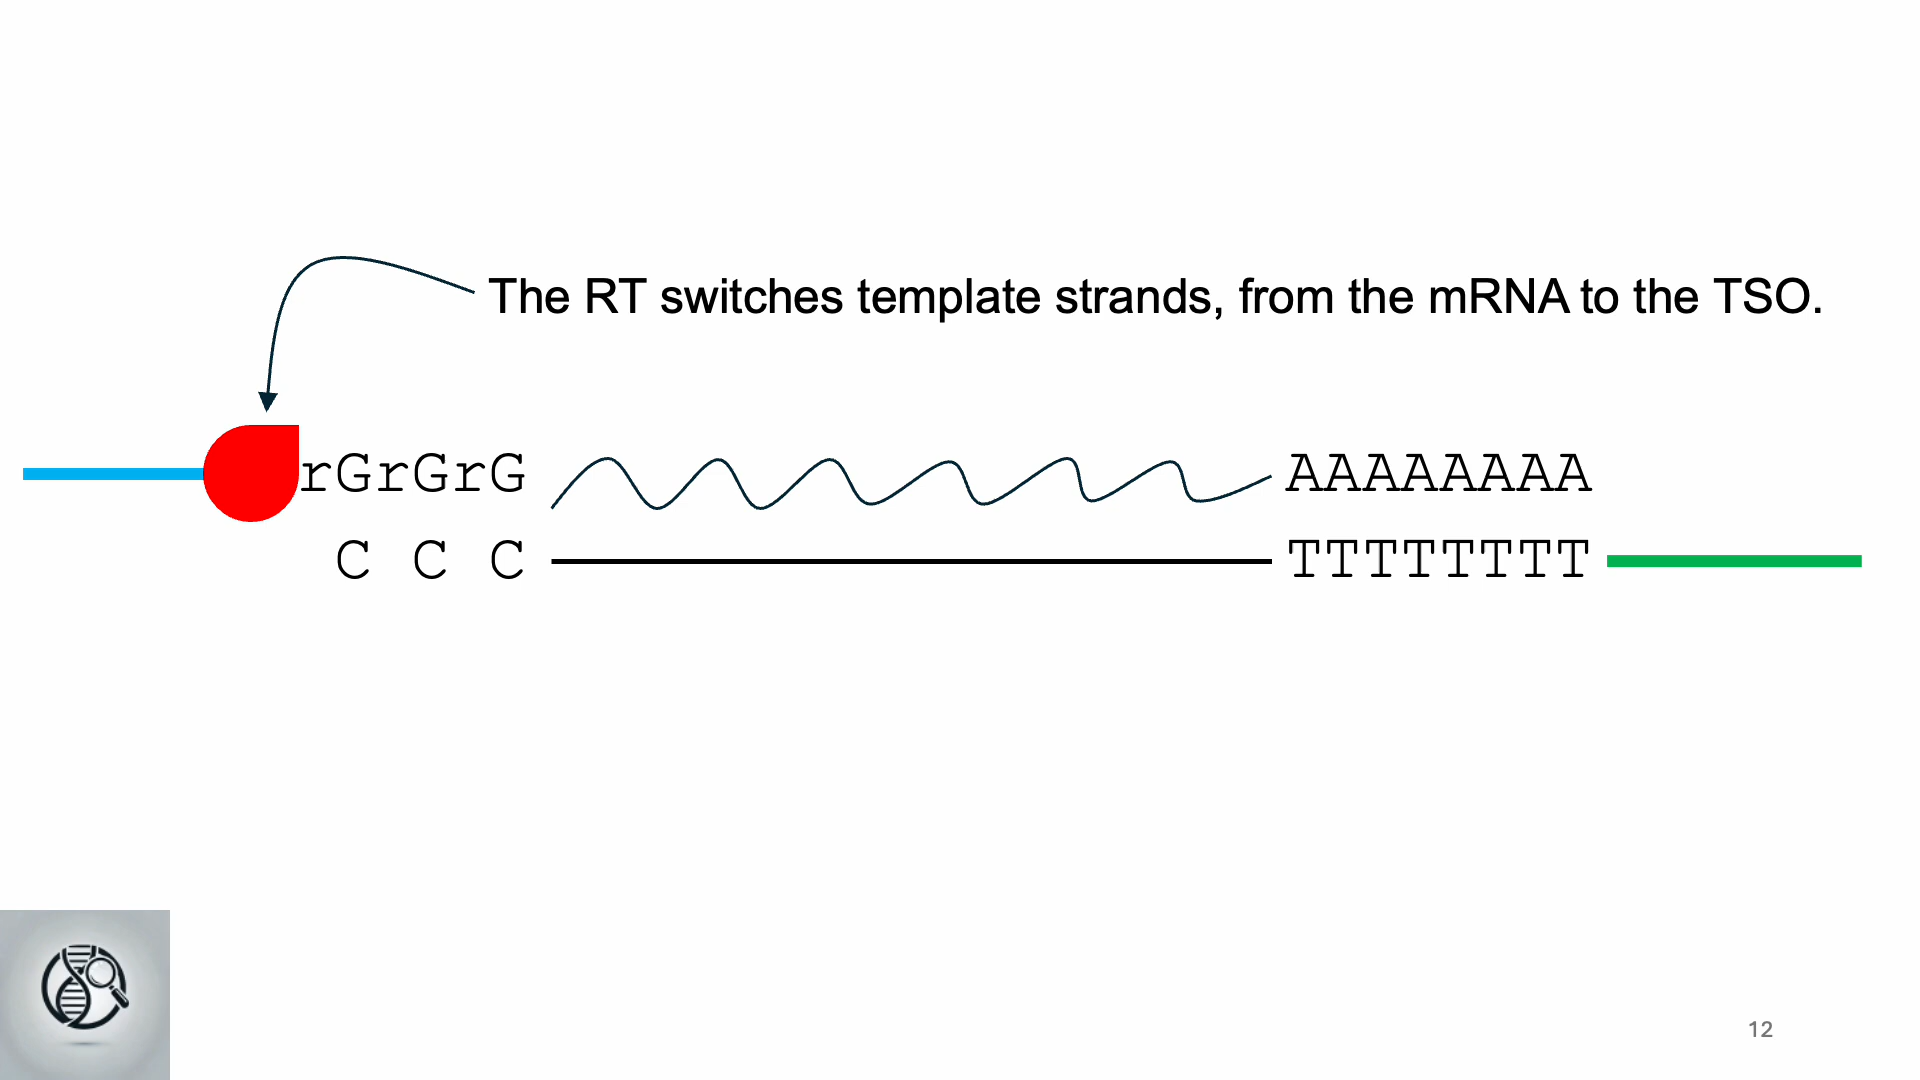 The RT switches template strands, from the mRNA to the TSO.
rGrGrG AAAAAAAA
C C C TTTTTTTT
12